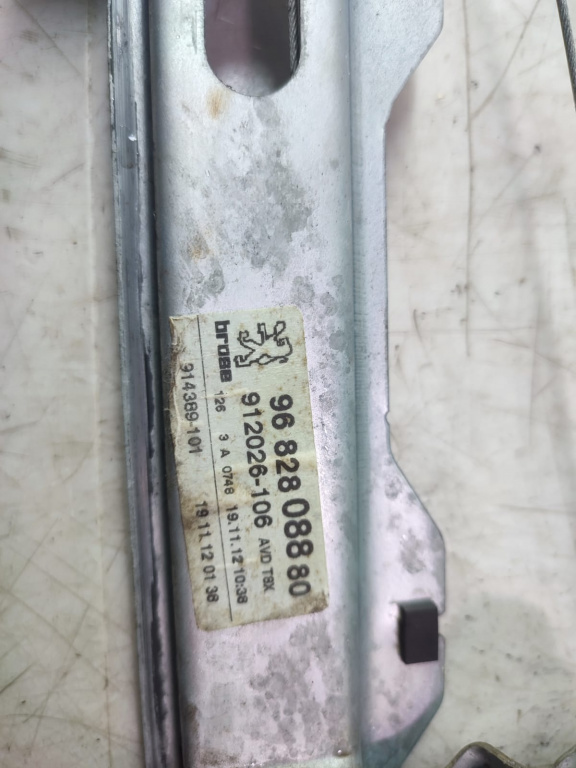 96 828 088 80
brose 912026-106 AVD TBX
126 3 A 0746 19.11.12 10:38
914389-101 19.11.12 01 36